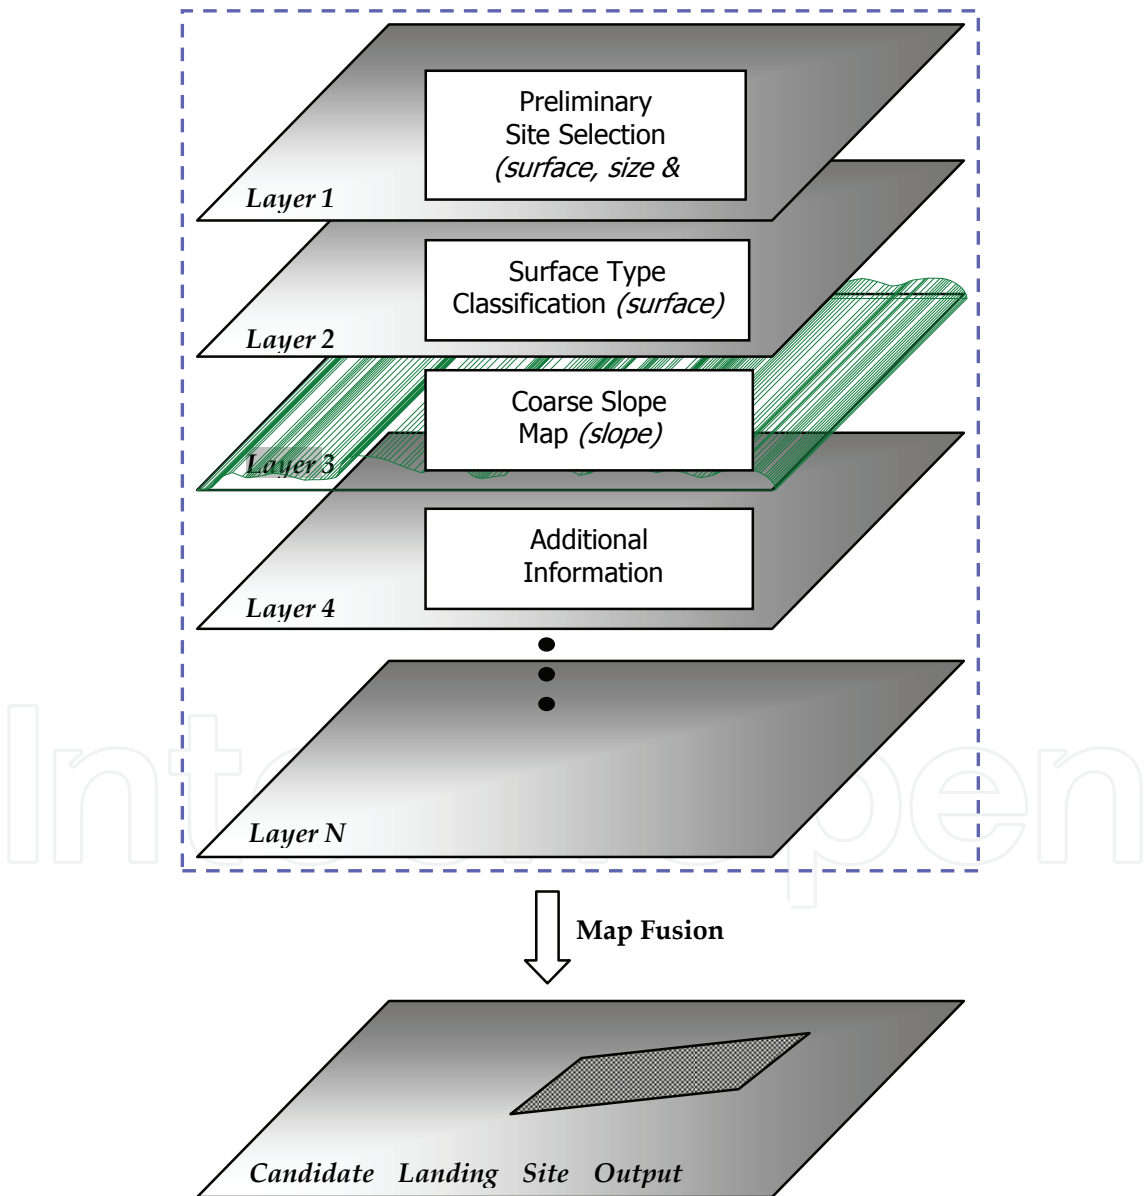 Preliminary
Site Selection
(surface, size &
Layer 1
Surface Type
Classification (surface)
Layer 2
Coarse Slope
Map (slope)
Layer 3
Additional
Information
Layer 4
Layer N
IntechOpen
Map Fusion
Candidate Landing Site Output